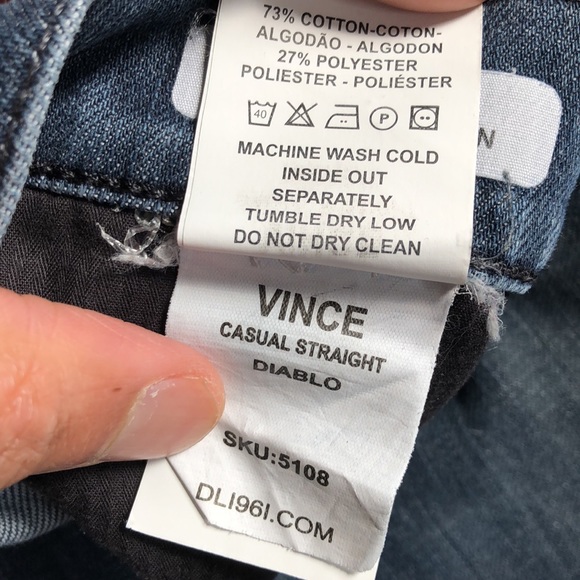 73% COTTON-COTON-
ALGODÃO - ALGODON
27% POLYESTER
POLIESTER - POLIÉSTER
40 P
MACHINE WASH COLD
INSIDE OUT
SEPARATELY
TUMBLE DRY LOW
DO NOT DRY CLEAN
N
VINCE
CASUAL STRAIGHT
DIABLO
SKU:5108
DL1961.COM